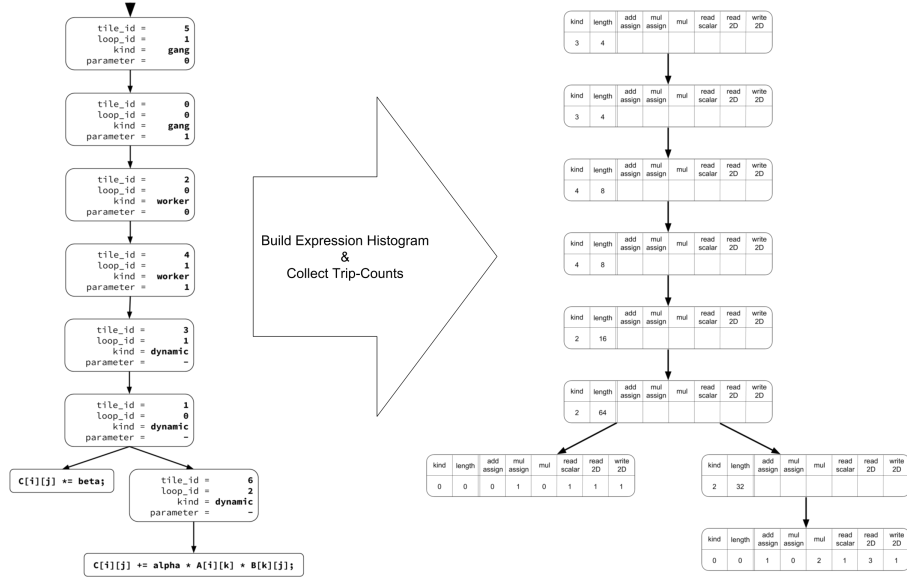 tile_id = 5
loop_id = 1
kind = gang
parameter = 0
tile_id = 0
loop_id = 0
kind = gang
parameter = 1
tile_id = 2
loop_id = 0
kind = worker
parameter = 0
tile_id = 4
loop_id = 1
kind = worker
parameter = 1
tile_id = 3
loop_id = 1
kind = dynamic
parameter = -
tile_id = 1
loop_id = 0
kind = dynamic
parameter = -
C[i][j] *= beta;
tile_id = 6
loop_id = 2
kind = dynamic
parameter = -
C[i][j] += alpha * A[i][k] * B[k][j];
Build Expression Histogram
&
Collect Trip-Counts
kind length add assign mul assign mul read scalar read 2D write 2D
3 4
kind length add assign mul assign mul read scalar read 2D write 2D
3 4
kind length add assign mul assign mul read scalar read 2D write 2D
4 8
kind length add assign mul assign mul read scalar read 2D write 2D
4 8
kind length add assign mul assign mul read scalar read 2D write 2D
2 16
kind length add assign mul assign mul read scalar read 2D write 2D
2 64
kind length add assign mul assign mul read scalar read 2D write 2D
0 0 0 1 0 1 1 1
kind length add assign mul assign mul read scalar read 2D write 2D
2 32
kind length add assign mul assign mul read scalar read 2D write 2D
0 0 1 0 2 1 3 1